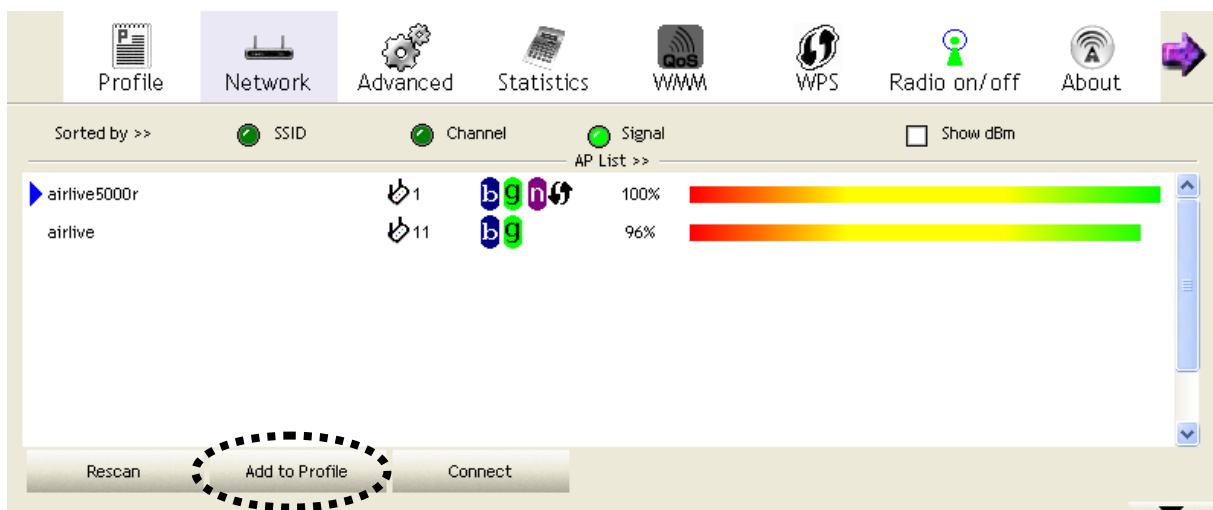 Profile Network Advanced Statistics QoS WMM WPS Radio on/off About
Sorted by >> SSID Channel Signal Show dBm
AP List >>
airlive5000r 1 b g n 100%
airlive 11 b g 96%
Rescan Add to Profile Connect